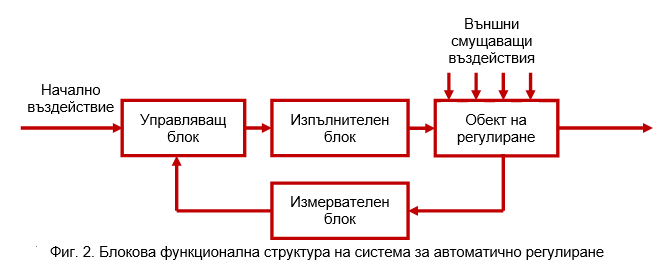 Външни
смущаващи
въздействия
Начално
въздействие
Управляващ
блок
Изпълнителен
блок
Обект на
регулиране
Измервателен
блок
Фиг. 2. Блокова функционална структура на система за автоматично регулиране